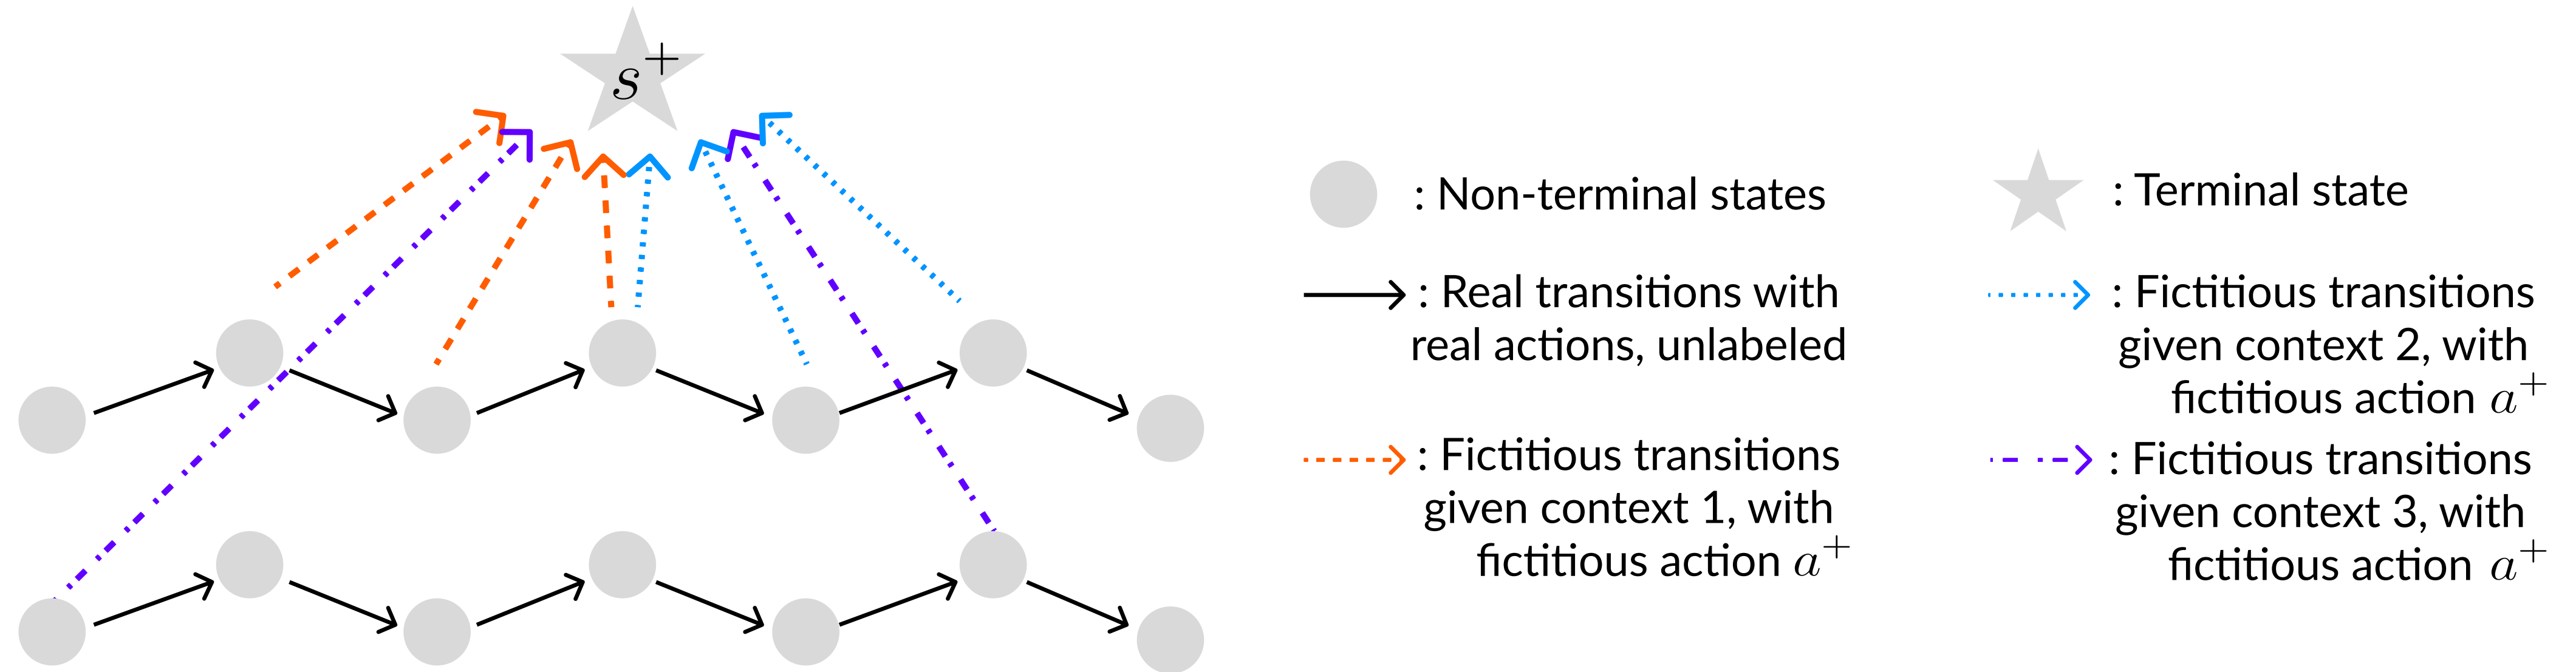 s⁺
: Non-terminal states
: Real transitions with
real actions, unlabeled
: Fictitious transitions
given context 1, with
fictitious action a⁺
: Terminal state
: Fictitious transitions
given context 2, with
fictitious action a⁺
: Fictitious transitions
given context 3, with
fictitious action a⁺